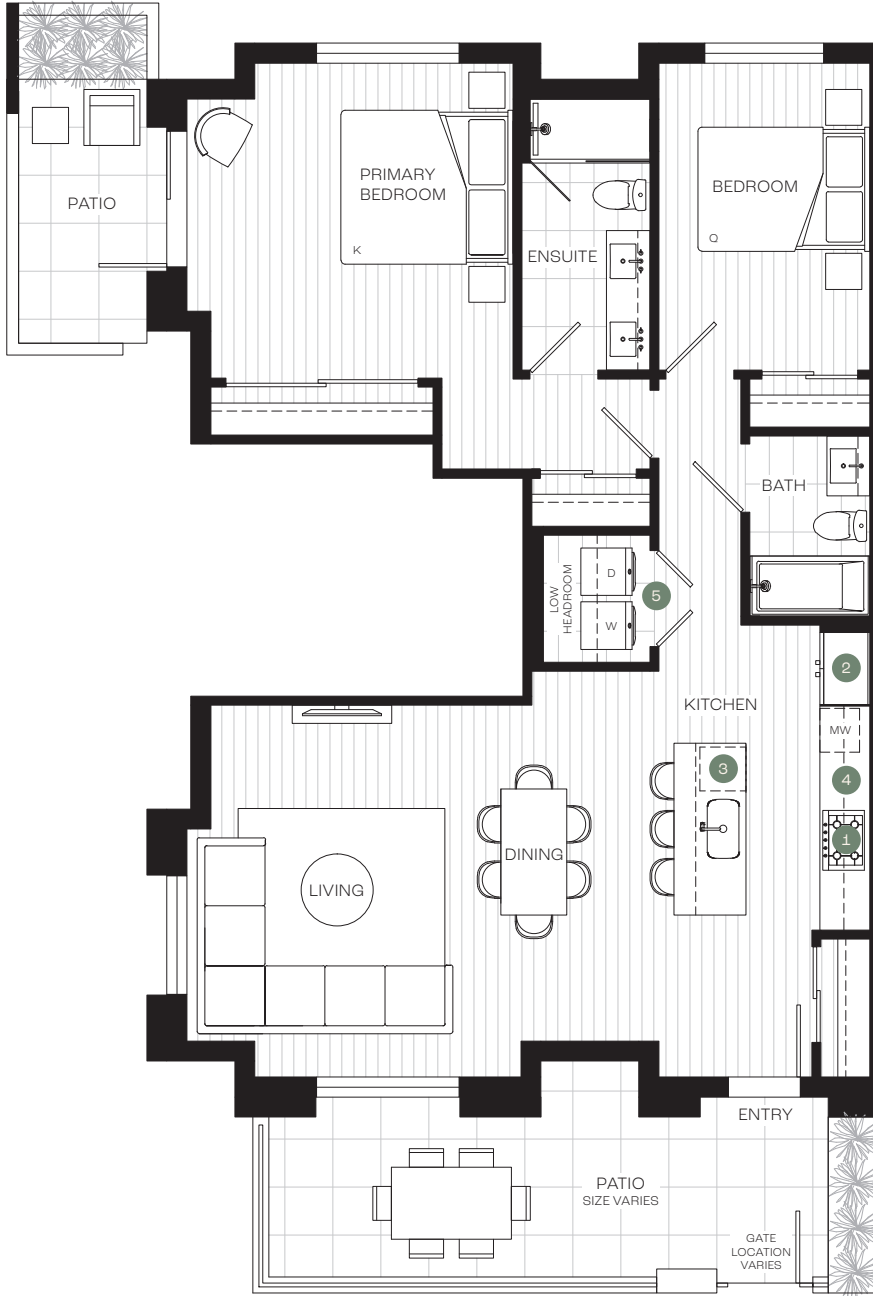 PATIO
PRIMARY
BEDROOM
K
ENSUITE
BEDROOM
Q
BATH
LOW
HEADROOM
D
W
5
KITCHEN
2
MW
3
4
1
LIVING
DINING
ENTRY
PATIO
SIZE VARIES
GATE
LOCATION
VARIES